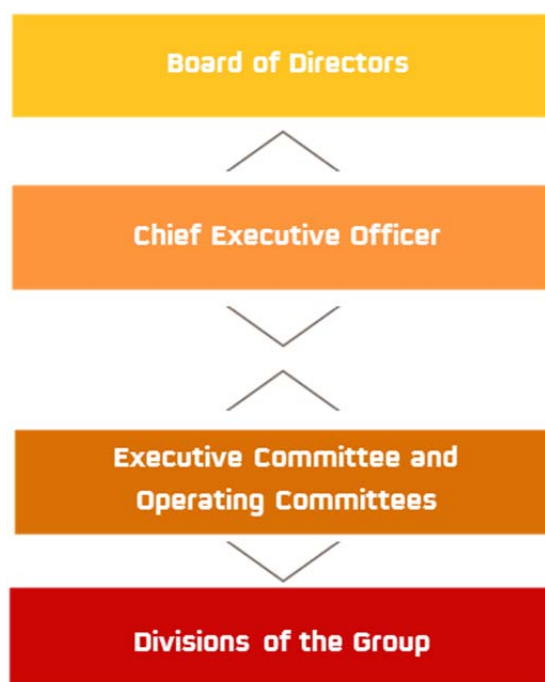 Board of Directors
Chief Executive Officer
Executive Committee and
Operating Committees
Divisions of the Group